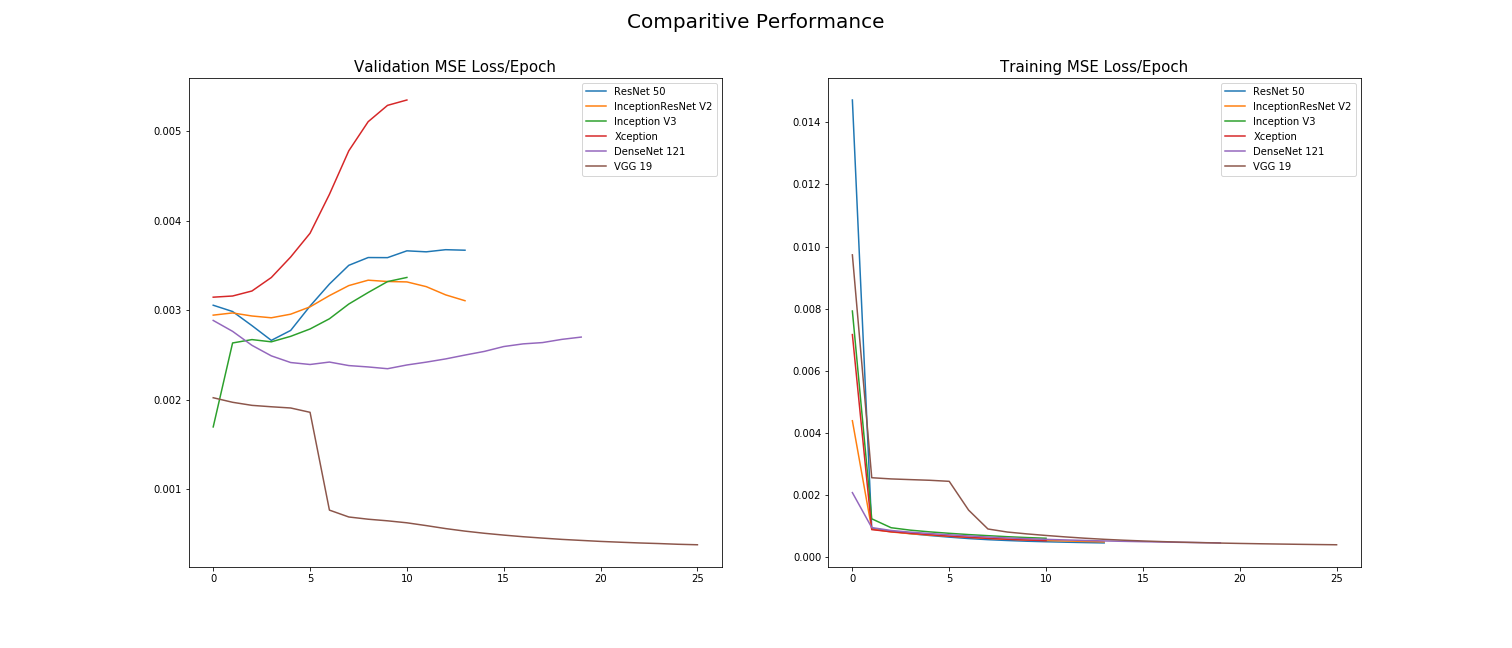 Comparitive Performance
Validation MSE Loss/Epoch
ResNet 50
InceptionResNet V2
Inception V3
Xception
DenseNet 121
VGG 19
0.005
0.004
0.003
0.002
0.001
0 5 10 15 20 25
Training MSE Loss/Epoch
ResNet 50
InceptionResNet V2
Inception V3
Xception
DenseNet 121
VGG 19
0.014
0.012
0.010
0.008
0.006
0.004
0.002
0.000
0 5 10 15 20 25